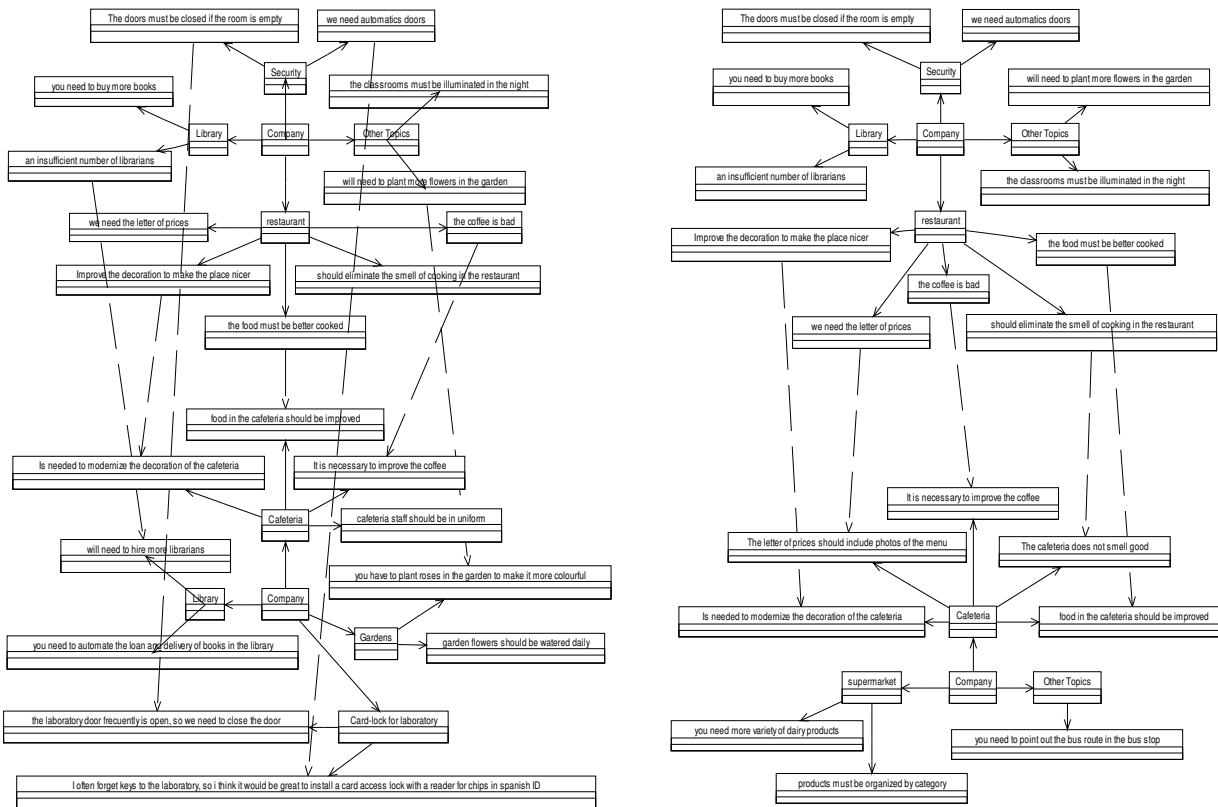 The doors must be closed if the room is empty
we need automatics doors
Security
you need to buy more books
the classrooms must be illuminated in the night
Library
Company
Other Topics
an insufficient number of librarians
will need to plant more flowers in the garden
we need the letter of prices
restaurant
the coffee is bad
Improve the decoration to make the place nicer
should eliminate the smell of cooking in the restaurant
the food must be better cooked
food in the cafeteria should be improved
Is needed to modernize the decoration of the cafeteria
It is necessary to improve the coffee
Cafeteria
cafeteria staff should be in uniform
will need to hire more librarians
you have to plant roses in the garden to make it more colourful
Library
Company
Gardens
you need to automate the loan and delivery of books in the library
garden flowers should be watered daily
the laboratory door frecuently is open, so we need to close the door
Card-lock for laboratory
I often forget keys to the laboratory, so i think it would be great to install a card access lock with a reader for chips in spanish ID
The doors must be closed if the room is empty
we need automatics doors
Security
you need to buy more books
will need to plant more flowers in the garden
Library
Company
Other Topics
an insufficient number of librarians
the classrooms must be illuminated in the night
restaurant
Improve the decoration to make the place nicer
the food must be better cooked
the coffee is bad
we need the letter of prices
should eliminate the smell of cooking in the restaurant
It is necessary to improve the coffee
The letter of prices should include photos of the menu
The cafeteria does not smell good
Is needed to modernize the decoration of the cafeteria
Cafeteria
food in the cafeteria should be improved
supermarket
Company
Other Topics
you need more variety of dairy products
you need to point out the bus route in the bus stop
products must be organized by category